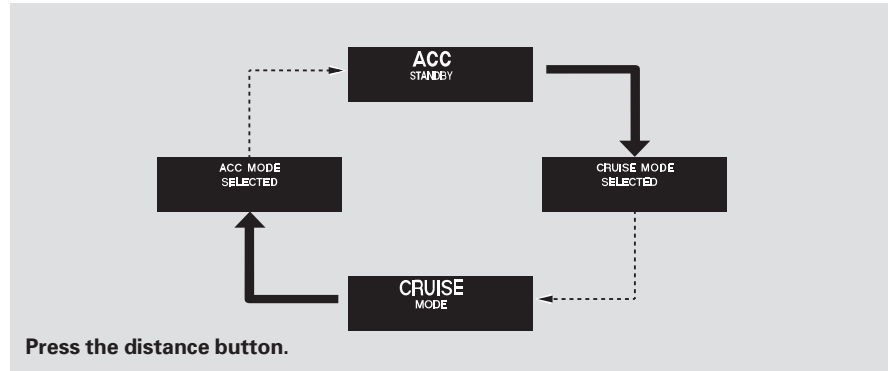 ACC
STANDBY
ACC MODE
SELECTED
CRUISE MODE
SELECTED
CRUISE
MODE
Press the distance button.